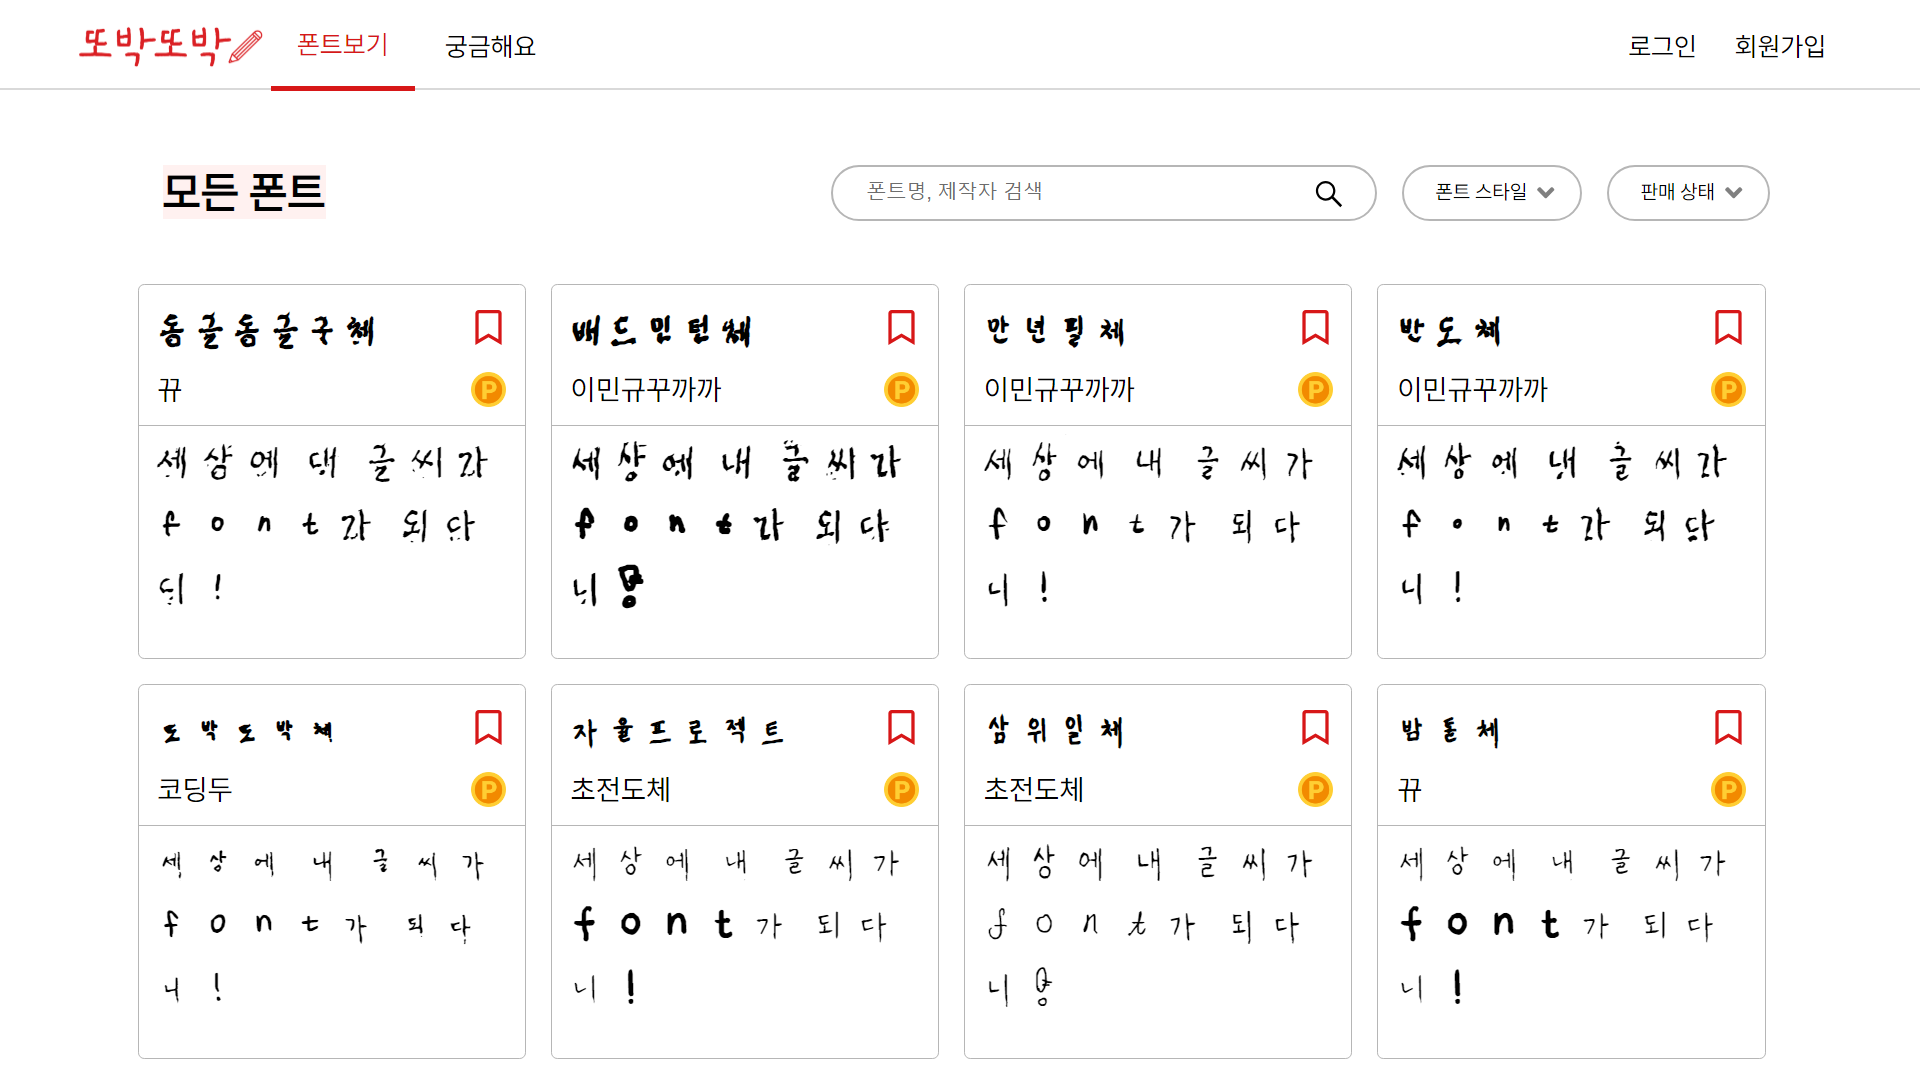 또박또박 폰트보기 궁금해요 로그인 회원가입
모든 폰트 폰트명, 제작자 검색 폰트 스타일 판매 상태
동글동글구체
뀨
P
세상에 내 글씨가
font가 되다
니!
배드민턴체
이민규꾸까까
P
세상에 내 글씨가
font가 되다
니!
만년필체
이민규꾸까까
P
세상에 내 글씨가
font가 되다
니!
반도체
이민규꾸까까
P
세상에 내 글씨가
font가 되다
니!
또박또박체
코딩두
P
세상에 내 글씨가
font가 되다
니!
자율프로젝트
초전도체
P
세상에 내 글씨가
font가 되다
니!
삼위일체
초전도체
P
세상에 내 글씨가
font가 되다
니!
밤톨체
뀨
P
세상에 내 글씨가
font가 되다
니!